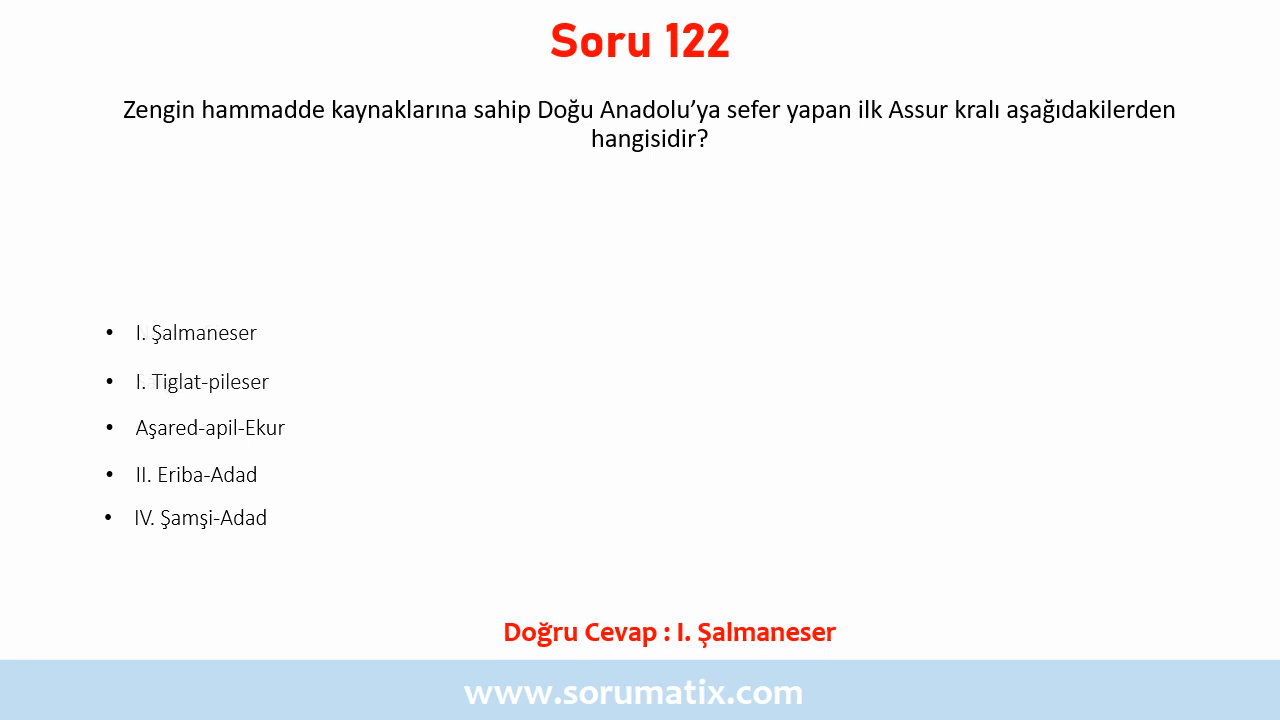 Soru 122
Zengin hammadde kaynaklarına sahip Doğu Anadolu’ya sefer yapan ilk Assur kralı aşağıdakilerden
hangisidir?
• I. Şalmaneser
• I. Tiglat-pileser
• Aşared-apil-Ekur
• II. Eriba-Adad
• IV. Şamşi-Adad
Doğru Cevap : I. Şalmaneser
www.sorumatix.com